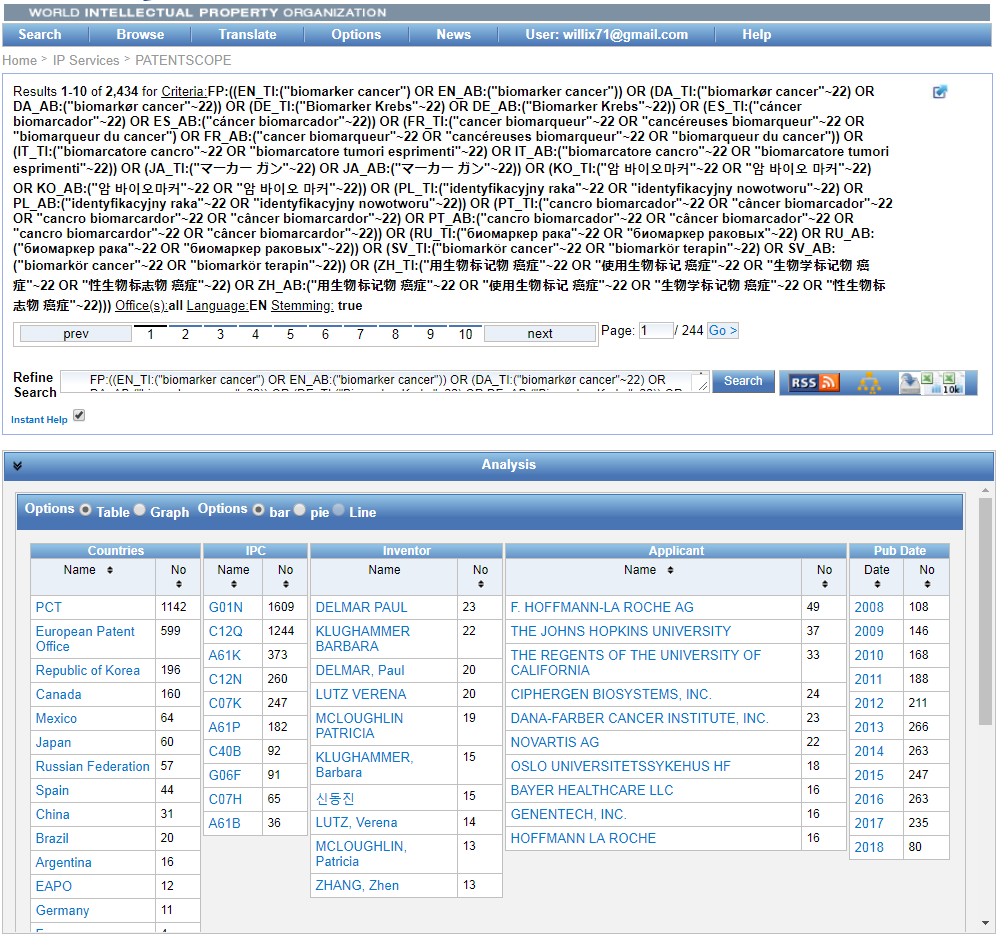 WORLD INTELLECTUAL PROPERTY ORGANIZATION
Search Browse Translate Options News User: willix71@gmail.com Help
Home > IP Services > PATENTSCOPE
Results 1-10 of 2,434 for Criteria:FP:((EN_TI:("biomarker cancer") OR EN_AB:("biomarker cancer")) OR (DA_TI:("biomarkør cancer"~22) OR
DA_AB:("biomarkør cancer"~22)) OR (DE_TI:("Biomarker Krebs"~22) OR DE_AB:("Biomarker Krebs"~22)) OR (ES_TI:("cáncer
biomarcador"~22) OR ES_AB:("cáncer biomarcador"~22)) OR (FR_TI:("cancer biomarqueur"~22 OR "cancéreuses biomarqueur"~22 OR
"biomarqueur du cancer") OR FR_AB:("cancer biomarqueur"~22 OR "cancéreuses biomarqueur"~22 OR "biomarqueur du cancer")) OR
(IT_TI:("biomarcatore cancro"~22 OR "biomarcatore tumori esprimenti"~22) OR IT_AB:("biomarcatore cancro"~22 OR "biomarcatore tumori
esprimenti"~22)) OR (JA_TI:("マーカー ガン"~22) OR JA_AB:("マーカー ガン"~22)) OR (KO_TI:("암 바이오마커"~22 OR "암 바이오 마커"~22)
OR KO_AB:("암 바이오마커"~22 OR "암 바이오 마커"~22)) OR (PL_TI:("identyfikacyjny raka"~22 OR "identyfikacyjny nowotworu"~22) OR
PL_AB:("identyfikacyjny raka"~22 OR "identyfikacyjny nowotworu"~22)) OR (PT_TI:("cancro biomarcador"~22 OR "câncer biomarcador"~22
OR "cancro biomarcardor"~22 OR "câncer biomarcardor"~22) OR PT_AB:("cancro biomarcador"~22 OR "câncer biomarcador"~22 OR
"cancro biomarcardor"~22 OR "câncer biomarcardor"~22)) OR (RU_TI:("биомаркер рака"~22 OR "биомаркер раковых"~22) OR RU_AB:
("биомаркер рака"~22 OR "биомаркер раковых"~22)) OR (SV_TI:("biomarkör cancer"~22 OR "biomarkör terapin"~22) OR SV_AB:
("biomarkör cancer"~22 OR "biomarkör terapin"~22)) OR (ZH_TI:("用生物标记物 癌症"~22 OR "使用生物标记 癌症"~22 OR "生物学标记物 癌
症"~22 OR "性生物标志物 癌症"~22) OR ZH_AB:("用生物标记物 癌症"~22 OR "使用生物标记 癌症"~22 OR "生物学标记物 癌症"~22 OR "性生物标
志物 癌症"~22))) Office(s):all Language:EN Stemming: true
prev 1 2 3 4 5 6 7 8 9 10 next Page: 1 / 244 Go >
Refine Search
FP:((EN_TI:("biomarker cancer") OR EN_AB:("biomarker cancer")) OR (DA_TI:("biomarkør cancer"~22) OR
Search RSS 10k
Instant Help
Analysis
Options Table Graph Options bar pie Line
Countries IPC Inventor Applicant Pub Date
Name No Name No Name No Name No Date No
PCT 1142 G01N 1609 DELMAR PAUL 23 F. HOFFMANN-LA ROCHE AG 49 2008 108
European Patent Office 599 C12Q 1244 KLUGHAMMER BARBARA 22 THE JOHNS HOPKINS UNIVERSITY 37 2009 146
Republic of Korea 196 A61K 373 DELMAR, Paul 20 THE REGENTS OF THE UNIVERSITY OF CALIFORNIA 33 2010 168
Canada 160 C12N 260 LUTZ VERENA 20 CIPHERGEN BIOSYSTEMS, INC. 24 2011 188
Mexico 64 C07K 247 MCLOUGHLIN PATRICIA 19 DANA-FARBER CANCER INSTITUTE, INC. 23 2012 211
Japan 60 A61P 182 KLUGHAMMER, Barbara 15 NOVARTIS AG 22 2013 266
Russian Federation 57 C40B 92 신동진 15 OSLO UNIVERSITETSSYKEHUS HF 18 2014 263
Spain 44 G06F 91 LUTZ, Verena 14 BAYER HEALTHCARE LLC 16 2015 247
China 31 C07H 65 MCLOUGHLIN, Patricia 13 GENENTECH, INC. 16 2016 263
Brazil 20 A61B 36 ZHANG, Zhen 13 HOFFMANN LA ROCHE 16 2017 235
Argentina 16 2018 80
EAPO 12
Germany 11